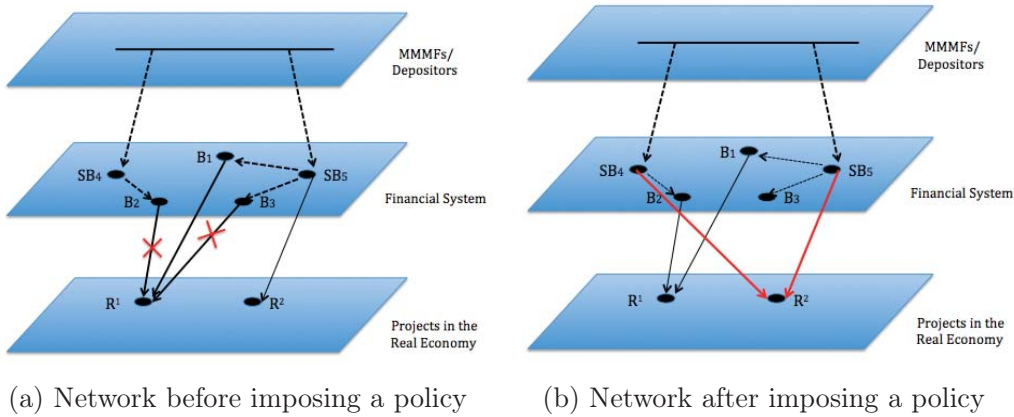 MMMFs/
Depositors
B1
SB4
SB5
B2
B3
Financial System
R1
R2
Projects in the
Real Economy
(a) Network before imposing a policy
MMMFs/
Depositors
B1
SB4
SB5
B2
B3
Financial System
R1
R2
Projects in the
Real Economy
(b) Network after imposing a policy